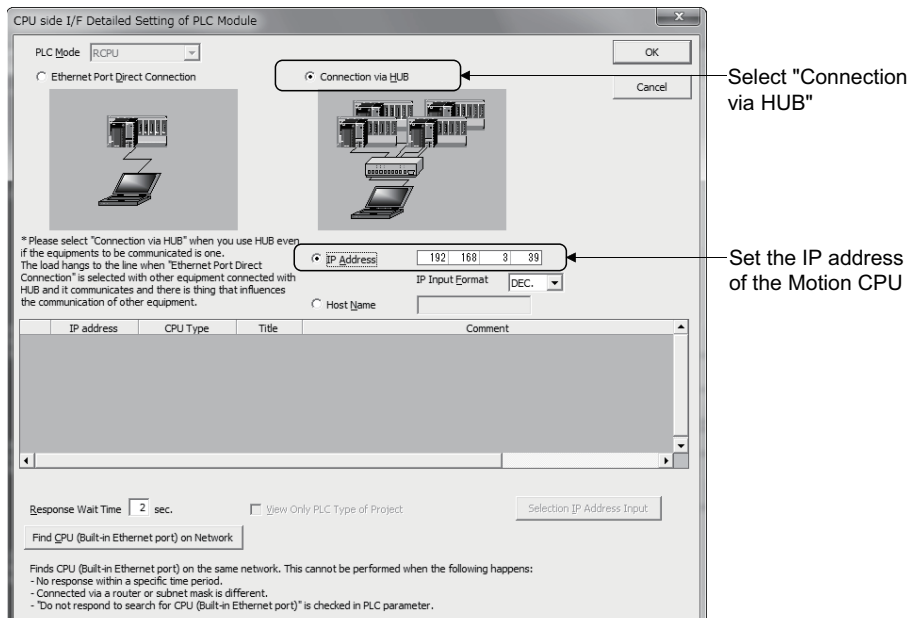 CPU side I/F Detailed Setting of PLC Module
PLC Mode RCPU
OK
Ethernet Port Direct Connection
Connection via HUB
Cancel
Select "Connection
via HUB"
* Please select "Connection via HUB" when you use HUB even
if the equipments to be communicated is one.
The load hangs to the line when "Ethernet Port Direct
Connection" is selected with other equipment connected with
HUB and it communicates and there is thing that influences
the communication of other equipment.
IP Address 192 168 3 39
Set the IP address
of the Motion CPU
IP Input Format DEC.
Host Name
IP address CPU Type Title Comment
Response Wait Time 2 sec.
View Only PLC Type of Project
Selection IP Address Input
Find CPU (Built-in Ethernet port) on Network
Finds CPU (Built-in Ethernet port) on the same network. This cannot be performed when the following happens:
- No response within a specific time period.
- Connected via a router or subnet mask is different.
- "Do not respond to search for CPU (Built-in Ethernet port)" is checked in PLC parameter.